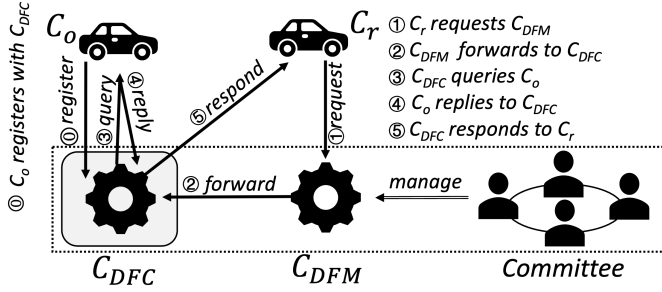 ⓪ C_o registers with C_DFC
C_o
C_r
① C_r requests C_DFM
② C_DFM forwards to C_DFC
③ C_DFC queries C_o
④ C_o replies to C_DFC
⑤ C_DFC responds to C_r
⓪ register
③ query
④ reply
⑤ respond
① request
② forward
manage
C_DFC
C_DFM
Committee